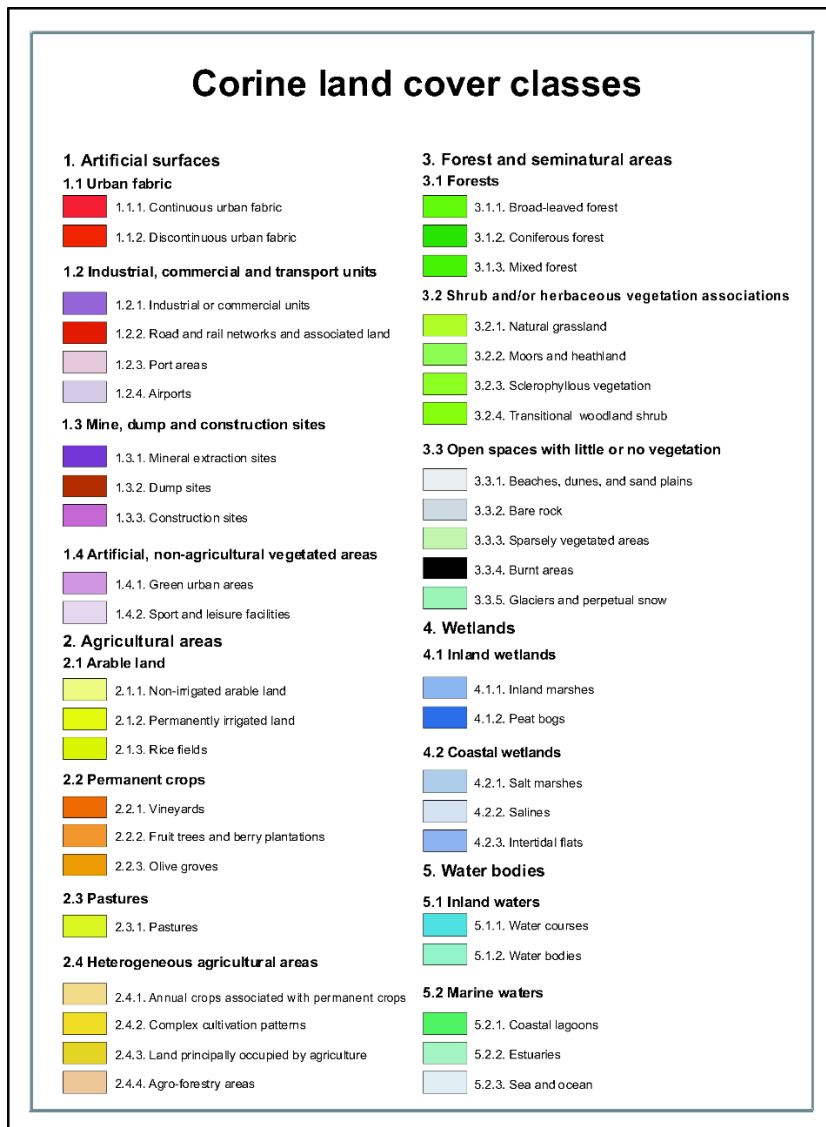 Corine land cover classes
1. Artificial surfaces
1.1 Urban fabric
1.1.1. Continuous urban fabric
1.1.2. Discontinuous urban fabric
1.2 Industrial, commercial and transport units
1.2.1. Industrial or commercial units
1.2.2. Road and rail networks and associated land
1.2.3. Port areas
1.2.4. Airports
1.3 Mine, dump and construction sites
1.3.1. Mineral extraction sites
1.3.2. Dump sites
1.3.3. Construction sites
1.4 Artificial, non-agricultural vegetated areas
1.4.1. Green urban areas
1.4.2. Sport and leisure facilities
2. Agricultural areas
2.1 Arable land
2.1.1. Non-irrigated arable land
2.1.2. Permanently irrigated land
2.1.3. Rice fields
2.2 Permanent crops
2.2.1. Vineyards
2.2.2. Fruit trees and berry plantations
2.2.3. Olive groves
2.3 Pastures
2.3.1. Pastures
2.4 Heterogeneous agricultural areas
2.4.1. Annual crops associated with permanent crops
2.4.2. Complex cultivation patterns
2.4.3. Land principally occupied by agriculture
2.4.4. Agro-forestry areas
3. Forest and seminatural areas
3.1 Forests
3.1.1. Broad-leaved forest
3.1.2. Coniferous forest
3.1.3. Mixed forest
3.2 Shrub and/or herbaceous vegetation associations
3.2.1. Natural grassland
3.2.2. Moors and heathland
3.2.3. Sclerophyllous vegetation
3.2.4. Transitional woodland shrub
3.3 Open spaces with little or no vegetation
3.3.1. Beaches, dunes, and sand plains
3.3.2. Bare rock
3.3.3. Sparsely vegetated areas
3.3.4. Burnt areas
3.3.5. Glaciers and perpetual snow
4. Wetlands
4.1 Inland wetlands
4.1.1. Inland marshes
4.1.2. Peat bogs
4.2 Coastal wetlands
4.2.1. Salt marshes
4.2.2. Salines
4.2.3. Intertidal flats
5. Water bodies
5.1 Inland waters
5.1.1. Water courses
5.1.2. Water bodies
5.2 Marine waters
5.2.1. Coastal lagoons
5.2.2. Estuaries
5.2.3. Sea and ocean